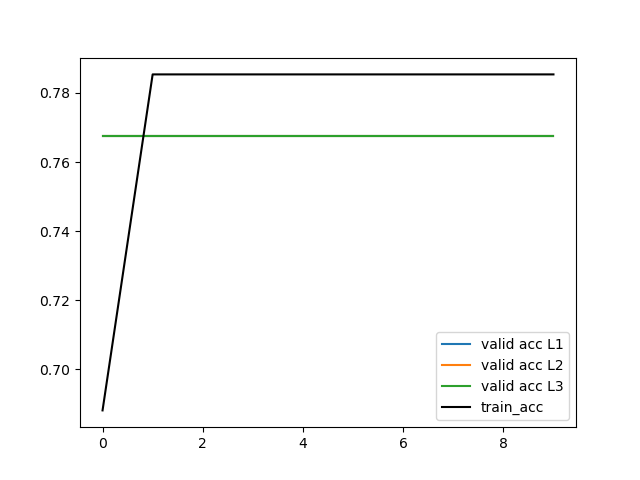 0.78
0.76
0.74
0.72
0.70
valid acc L1
valid acc L2
valid acc L3
train_acc
0 2 4 6 8